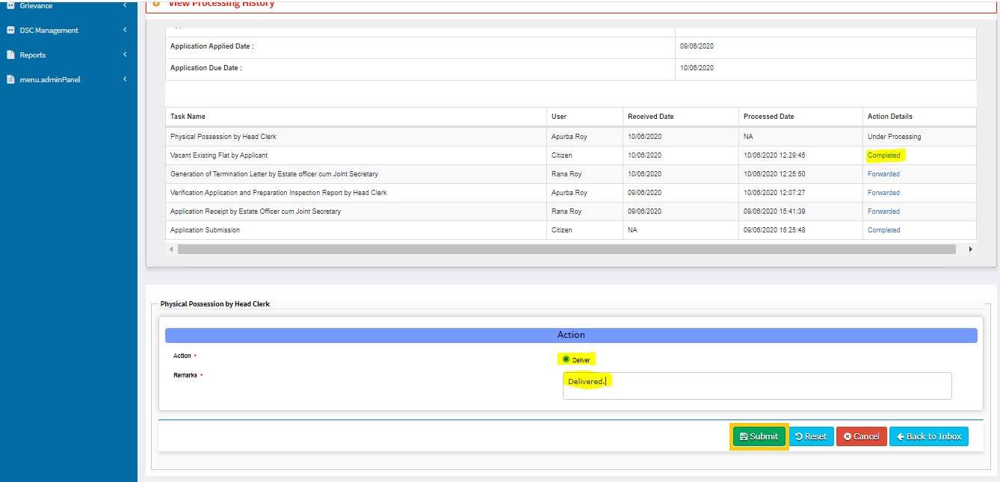 Grievance
DSC Management
Reports
menu.adminPanel
View Processing History
Application Applied Date : 09/06/2020
Application Due Date : 10/06/2020
Task Name User Received Date Processed Date Action Details
Physical Possession by Head Clerk Apurba Roy 10/06/2020 NA Under Processing
Vacant Existing Flat by Applicant Citizen 10/06/2020 10/06/2020 12:29:45 Completed
Generation of Termination Letter by Estate officer cum Joint Secretary Rana Roy 10/06/2020 10/06/2020 12:25:50 Forwarded
Verification Application and Preparation Inspection Report by Head Clerk Apurba Roy 09/06/2020 10/06/2020 12:07:27 Forwarded
Application Receipt by Estate Officer cum Joint Secretary Rana Roy 09/06/2020 09/06/2020 15:41:39 Forwarded
Application Submission Citizen NA 09/06/2020 15:25:48 Completed
Physical Possession by Head Clerk
Action
Action * Deliver
Remarks * Delivered.
Submit Reset Cancel Back to Inbox